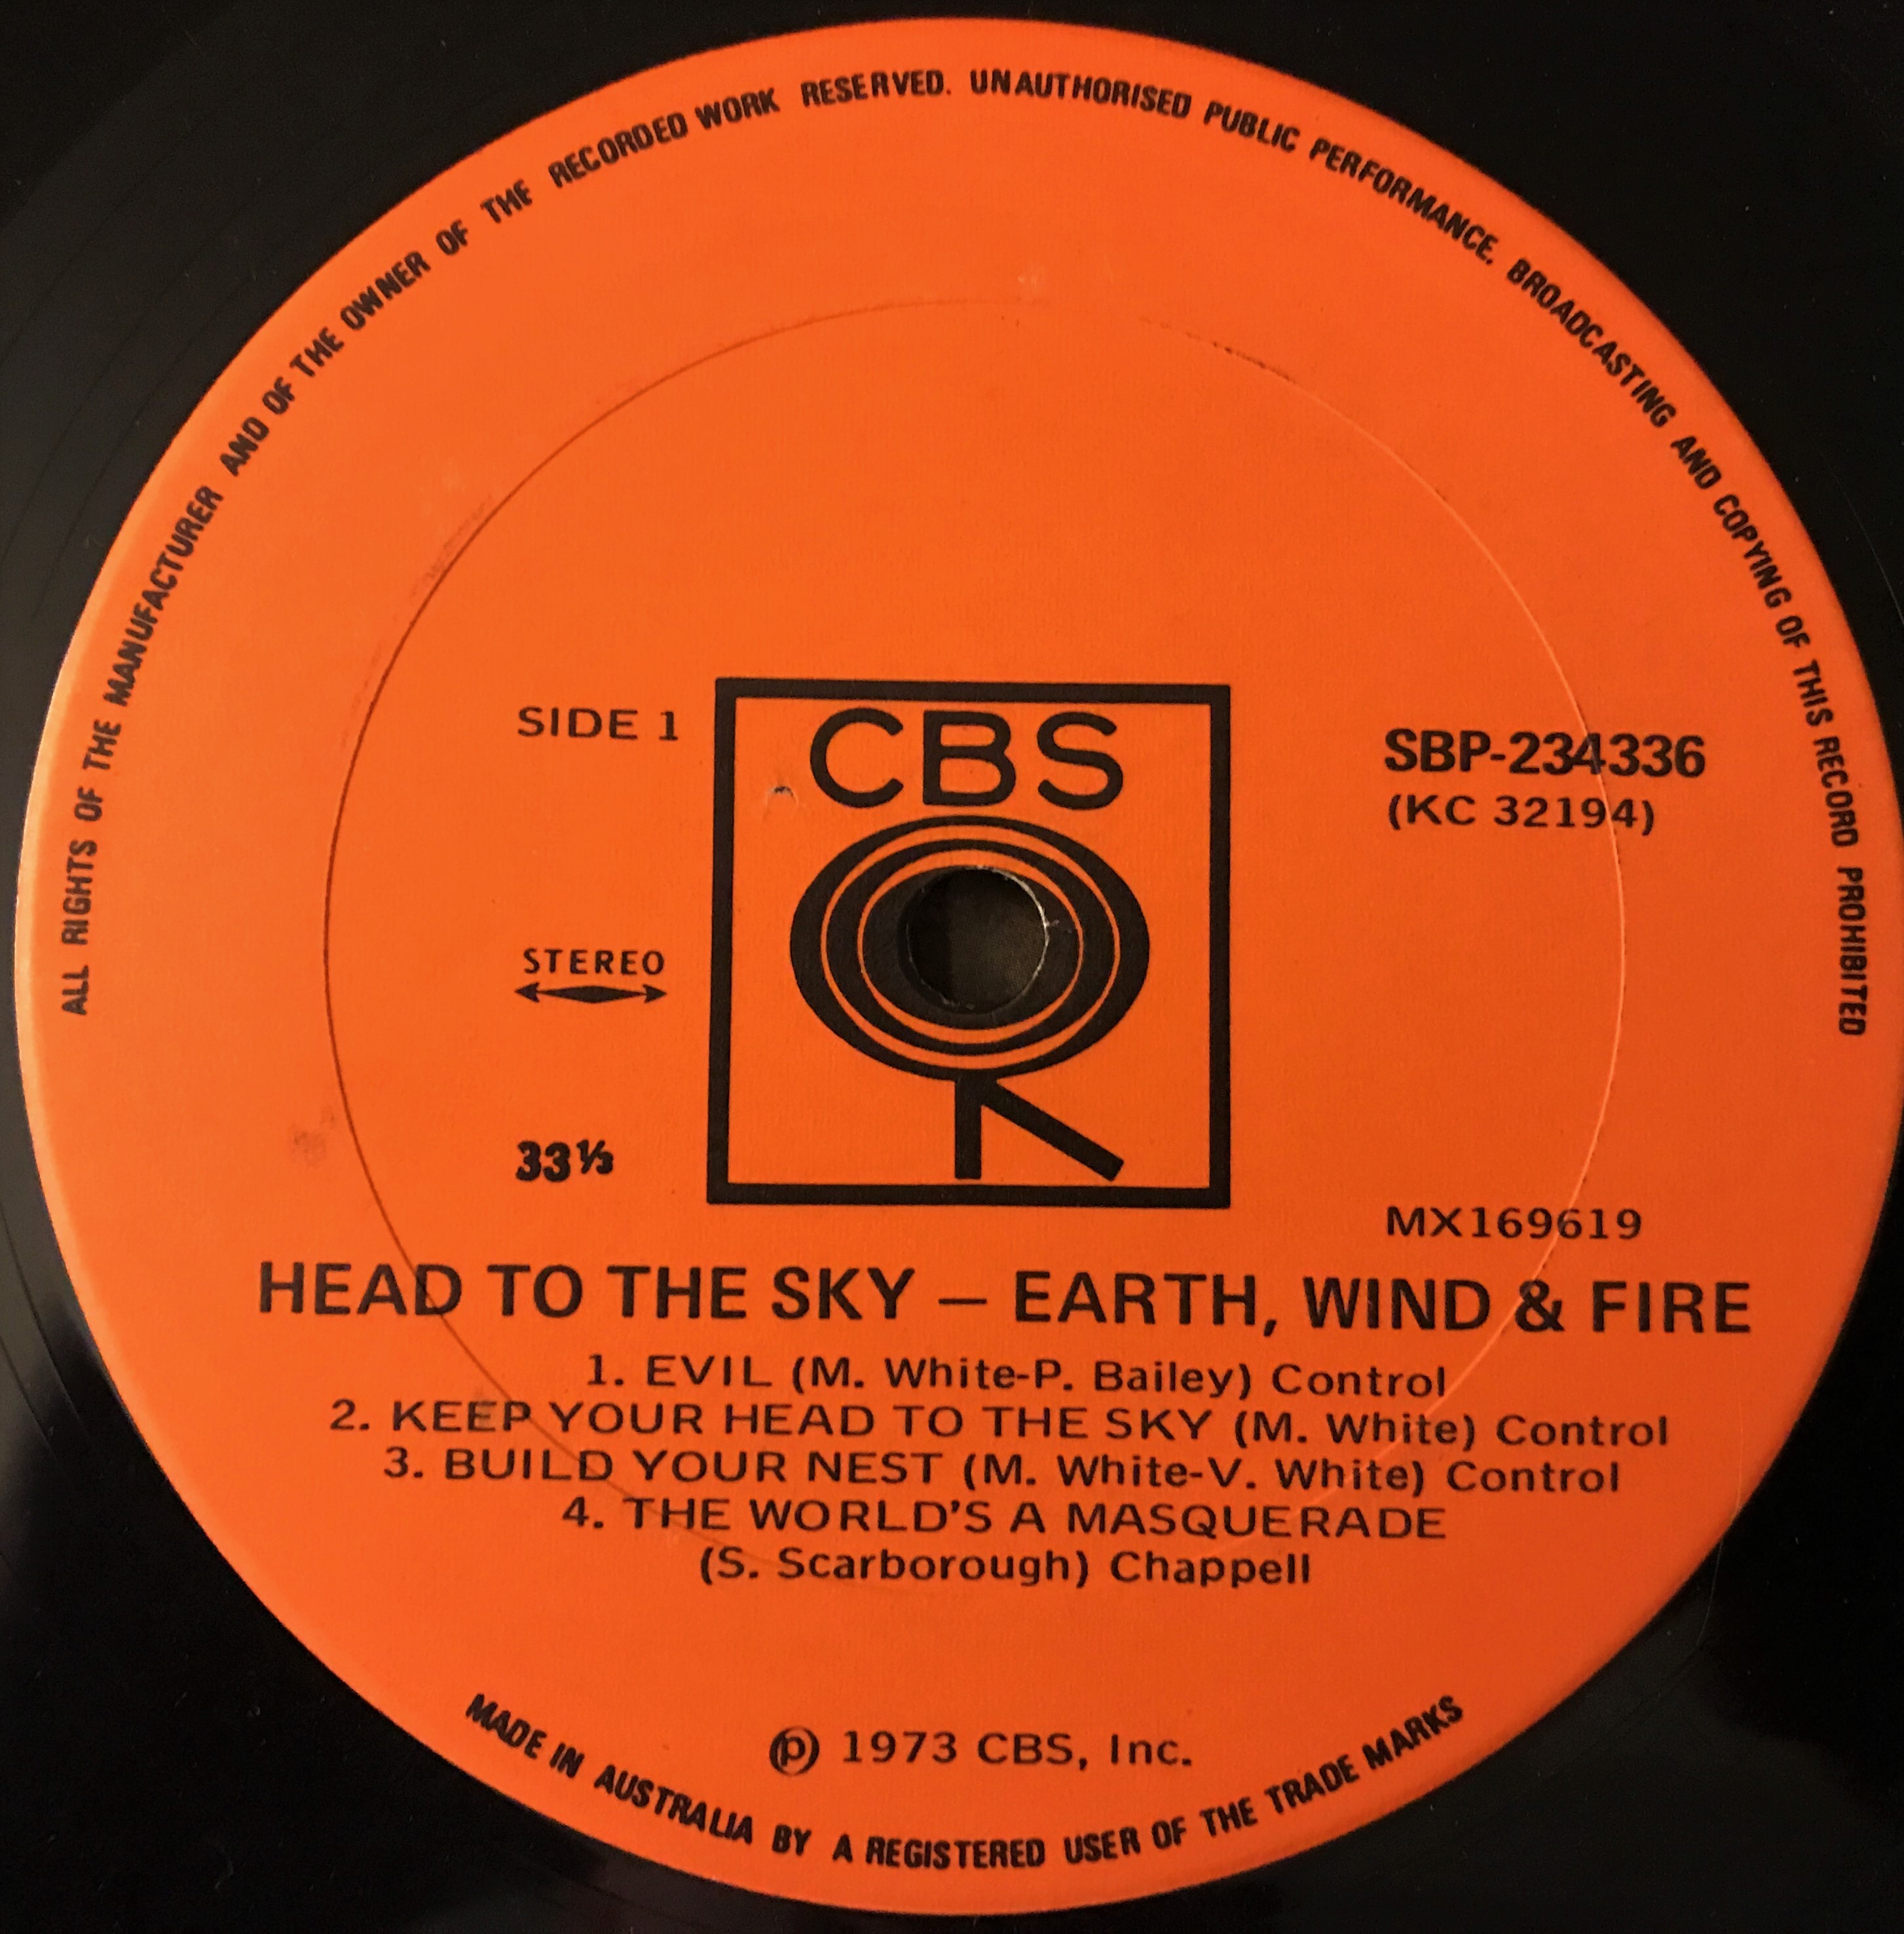 ALL RIGHTS OF THE MANUFACTURER AND OF THE OWNER OF THE RECORDED WORK RESERVED. UNAUTHORISED PUBLIC PERFORMANCE, BROADCASTING AND COPYING OF THIS RECORD PROHIBITED
SIDE 1
CBS
SBP-234336
(KC 32194)
STEREO
33⅓
MX169619
HEAD TO THE SKY – EARTH, WIND & FIRE
1. EVIL (M. White-P. Bailey) Control
2. KEEP YOUR HEAD TO THE SKY (M. White) Control
3. BUILD YOUR NEST (M. White-V. White) Control
4. THE WORLD'S A MASQUERADE
(S. Scarborough) Chappell
℗ 1973 CBS, Inc.
MADE IN AUSTRALIA BY A REGISTERED USER OF THE TRADE MARKS